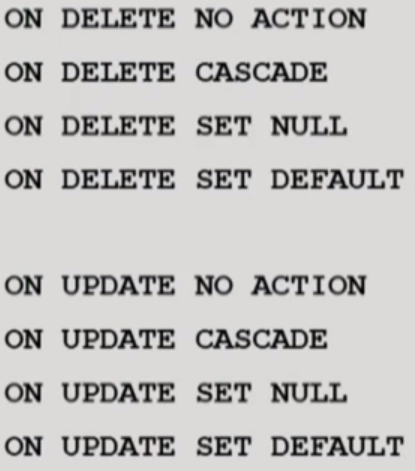 ON DELETE NO ACTION
ON DELETE CASCADE
ON DELETE SET NULL
ON DELETE SET DEFAULT
ON UPDATE NO ACTION
ON UPDATE CASCADE
ON UPDATE SET NULL
ON UPDATE SET DEFAULT